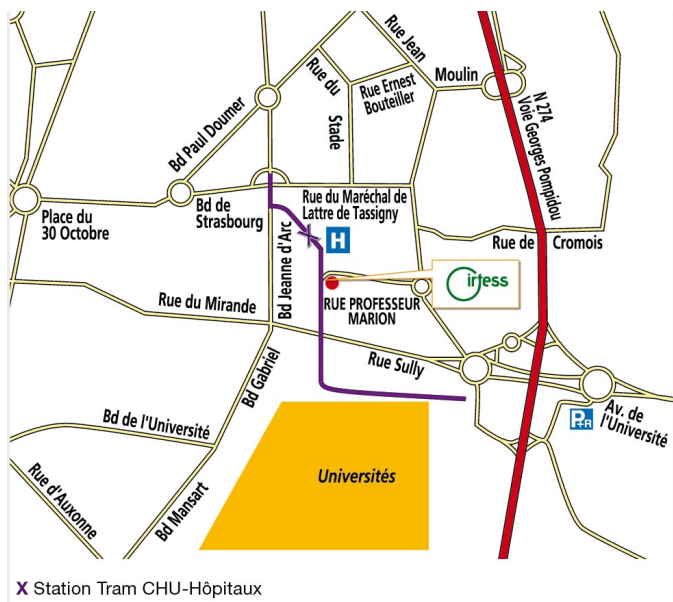 Rue Jean
Moulin
Rue du
Stade
Rue Ernest
Bouteiller
N 274
Voie Georges Pompidou
Bd Paul Doumer
Place du
30 Octobre
Bd de
Strasbourg
Rue du Maréchal de
Lattre de Tassigny
H
Bd Jeanne d'Arc
Rue de Cromois
irtess
RUE PROFESSEUR
MARION
Rue du Mirande
Rue Sully
Bd Gabriel
Bd de l'Université
Rue d'Auxonne
Bd Mansart
Universités
P+R
Av. de
l'Université
X Station Tram CHU-Hôpitaux